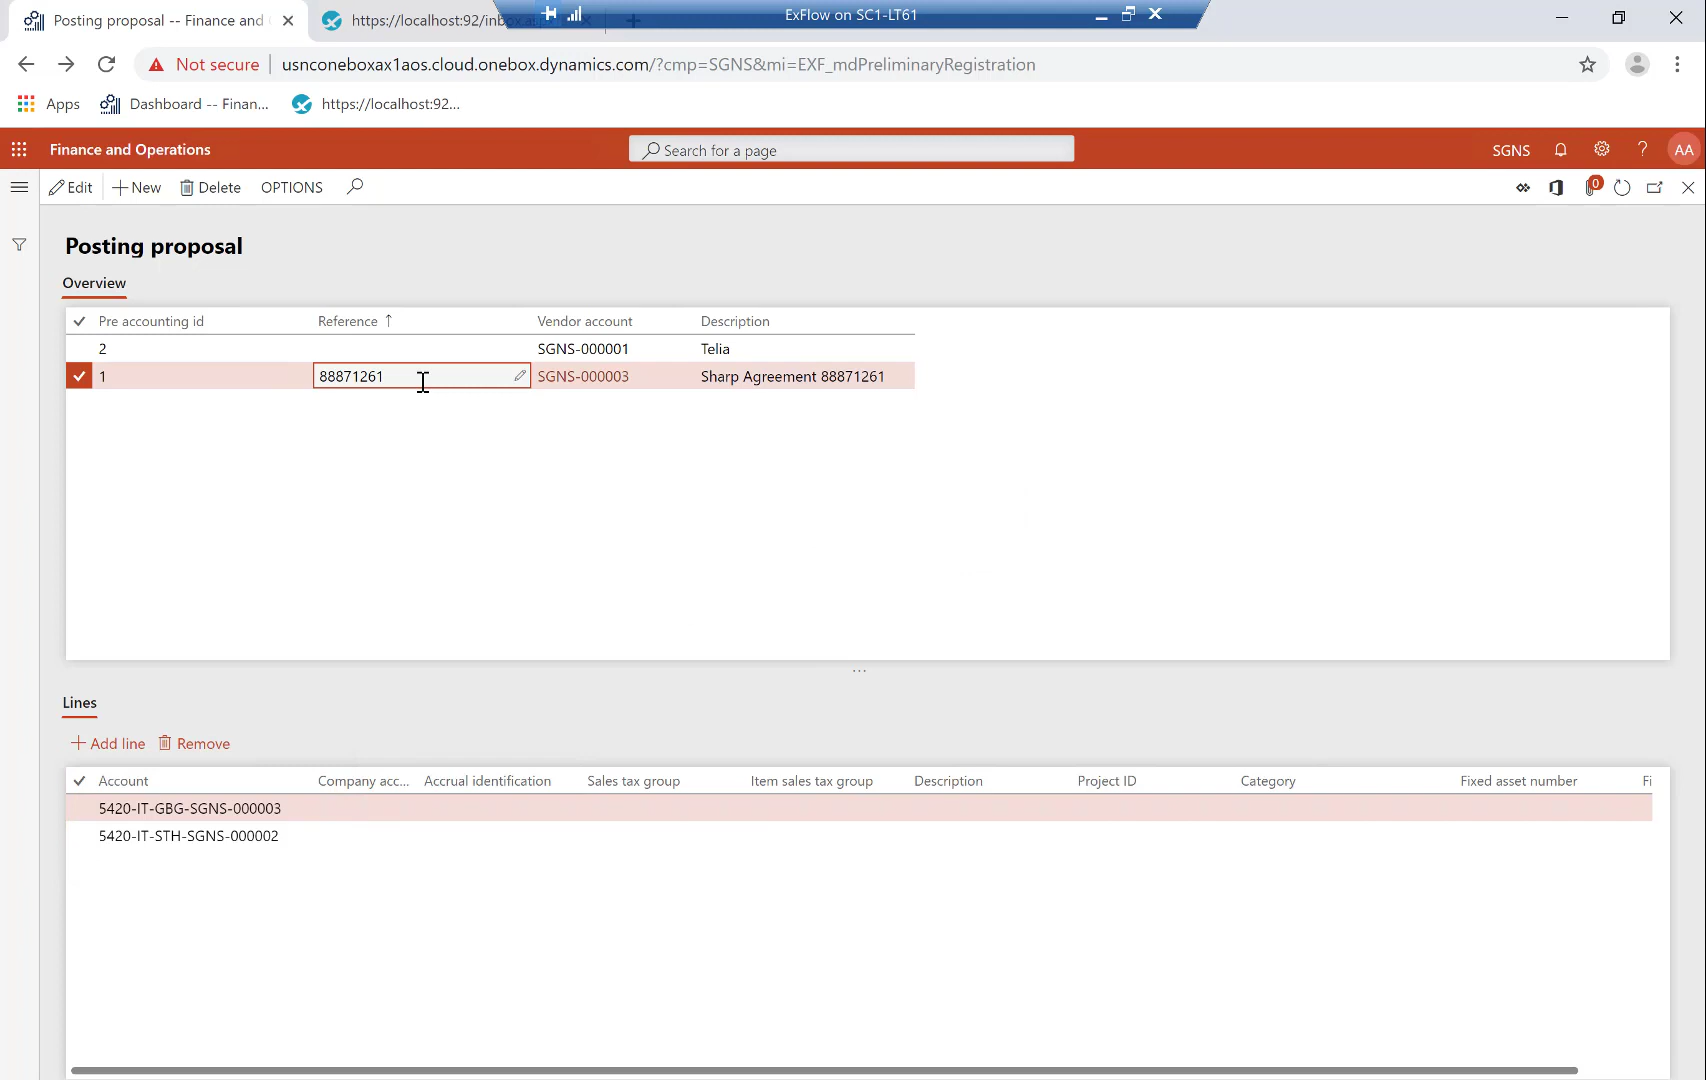 Posting proposal -- Finance and
https://localhost:92/inbox.a
ExFlow on SC1-LT61
Not secure
usnconeboxax1aos.cloud.onebox.dynamics.com/?cmp=SGNS&mi=EXF_mdPreliminaryRegistration
Apps
Dashboard -- Finan...
https://localhost:92...
Finance and Operations
Search for a page
SGNS
?
AA
Edit
New
Delete
OPTIONS
0
Posting proposal
Overview
Pre accounting id Reference Vendor account Description
2 SGNS-000001 Telia
1 88871261 SGNS-000003 Sharp Agreement 88871261
...
Lines
Add line Remove
Account Company acc... Accrual identification Sales tax group Item sales tax group Description Project ID Category Fixed asset number Fi
5420-IT-GBG-SGNS-000003
5420-IT-STH-SGNS-000002